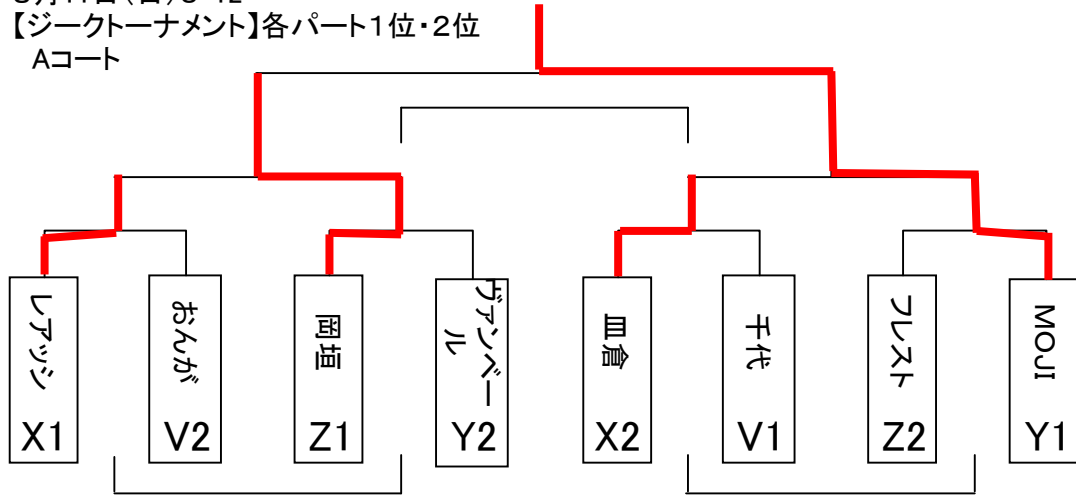 【ジークトーナメント】各パート1位・2位
Aコート
レアッシ
おんが
岡垣
ヴァンベール
皿倉
千代
フレスト
MOJI
X1
V2
Z1
Y2
X2
V1
Z2
Y1